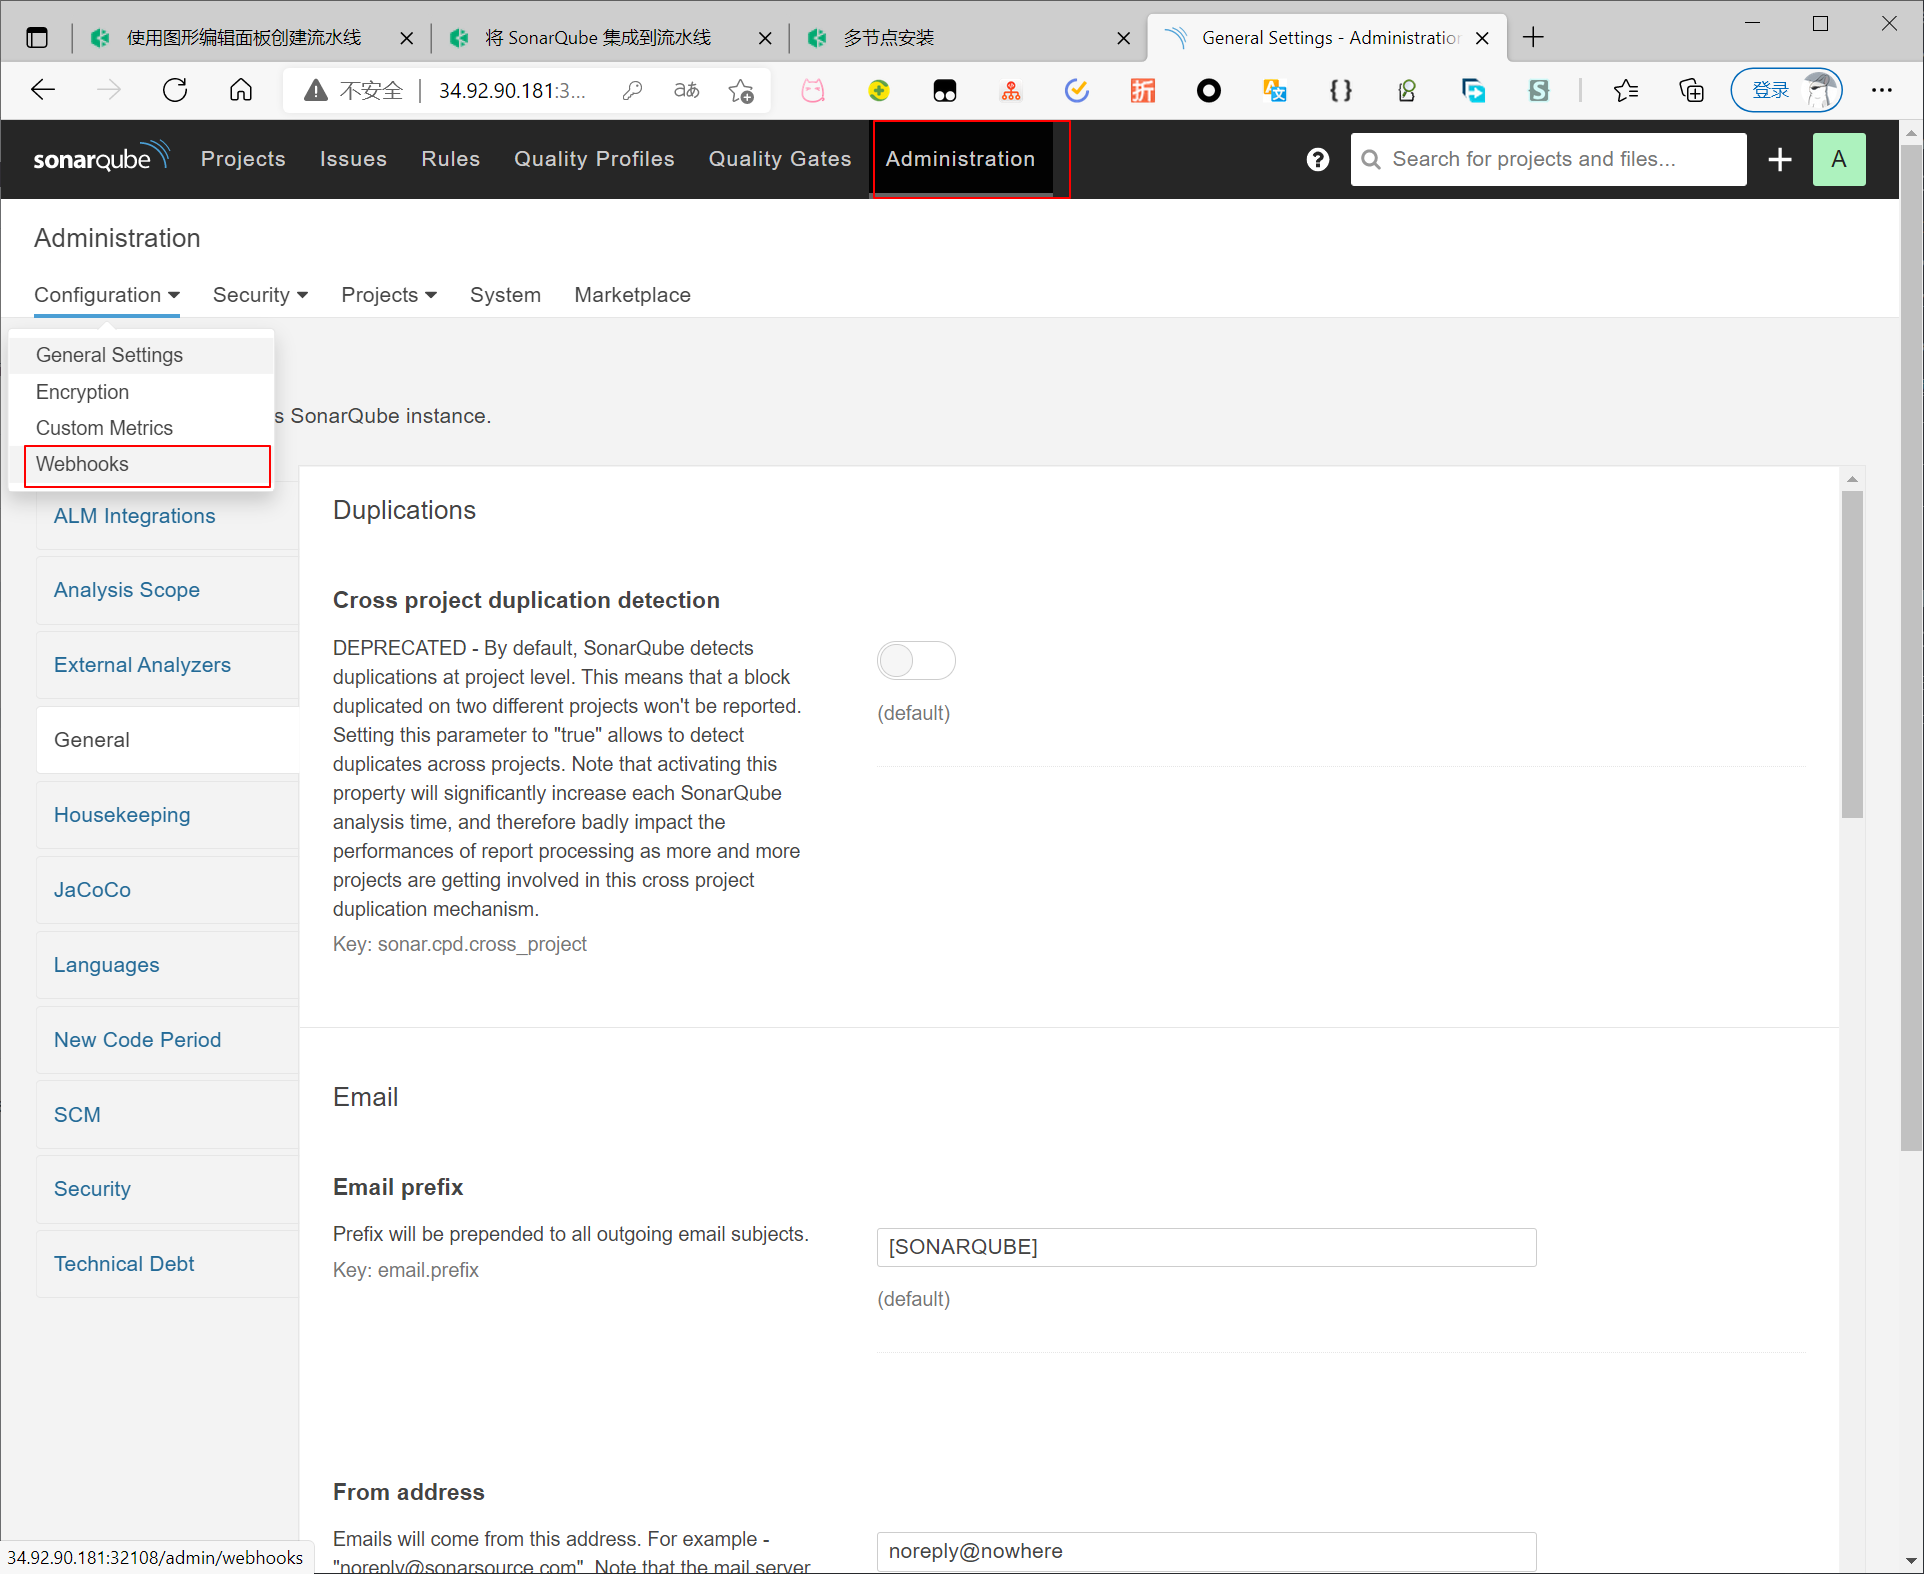 使用图形编辑面板创建流水线
将 SonarQube 集成到流水线
多节点安装
General Settings - Administration
不安全
34.92.90.181:3...
aあ
折
登录
sonarqube
Projects
Issues
Rules
Quality Profiles
Quality Gates
Administration
Search for projects and files...
A
Administration
Configuration
Security
Projects
System
Marketplace
General Settings
Encryption
Custom Metrics
Webhooks
s SonarQube instance.
ALM Integrations
Analysis Scope
External Analyzers
General
Housekeeping
JaCoCo
Languages
New Code Period
SCM
Security
Technical Debt
Duplications
Cross project duplication detection
DEPRECATED - By default, SonarQube detects
duplications at project level. This means that a block
duplicated on two different projects won't be reported.
Setting this parameter to "true" allows to detect
duplicates across projects. Note that activating this
property will significantly increase each SonarQube
analysis time, and therefore badly impact the
performances of report processing as more and more
projects are getting involved in this cross project
duplication mechanism.
Key: sonar.cpd.cross_project
(default)
Email
Email prefix
Prefix will be prepended to all outgoing email subjects.
Key: email.prefix
[SONARQUBE]
(default)
From address
Emails will come from this address. For example -
"noreply@sonarsource.com". Note that the mail server
noreply@nowhere
34.92.90.181:32108/admin/webhooks